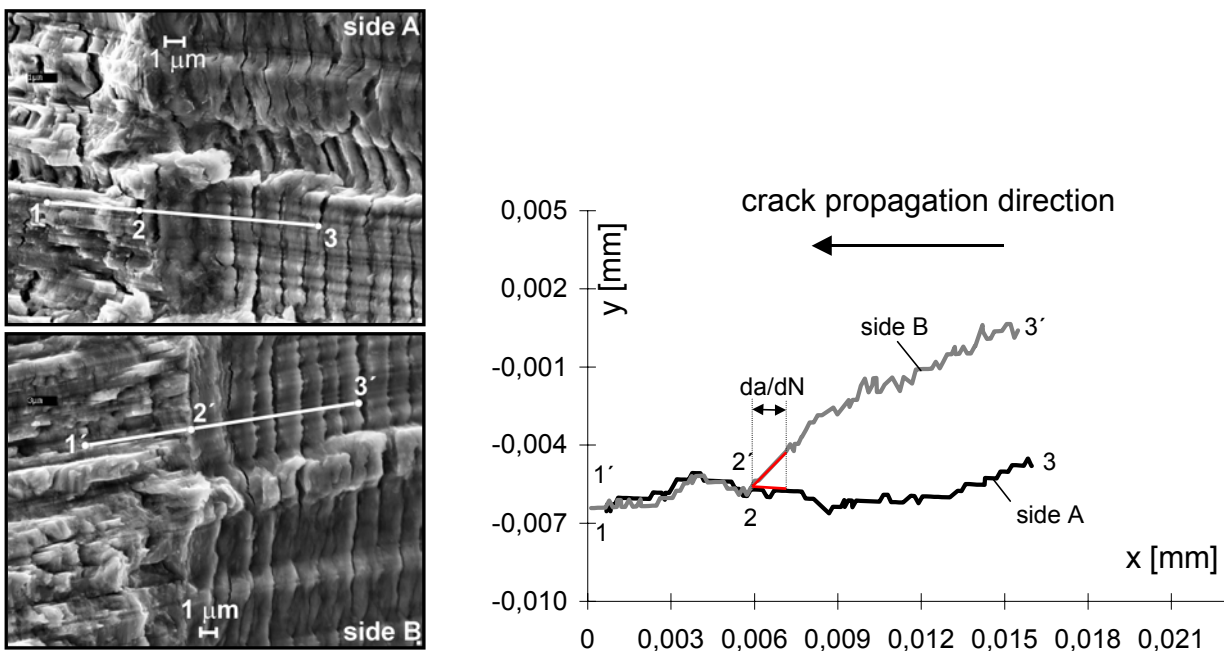 side A
1 µm
1µm
1
2
3
3´
2´
1´
1 µm
side B
crack propagation direction
y [mm]
0,005
0,002
-0,001
-0,004
-0,007
-0,010
side B
3´
da/dN
1´
2´
3
1
2
side A
x [mm]
0
0,003
0,006
0,009
0,012
0,015
0,018
0,021